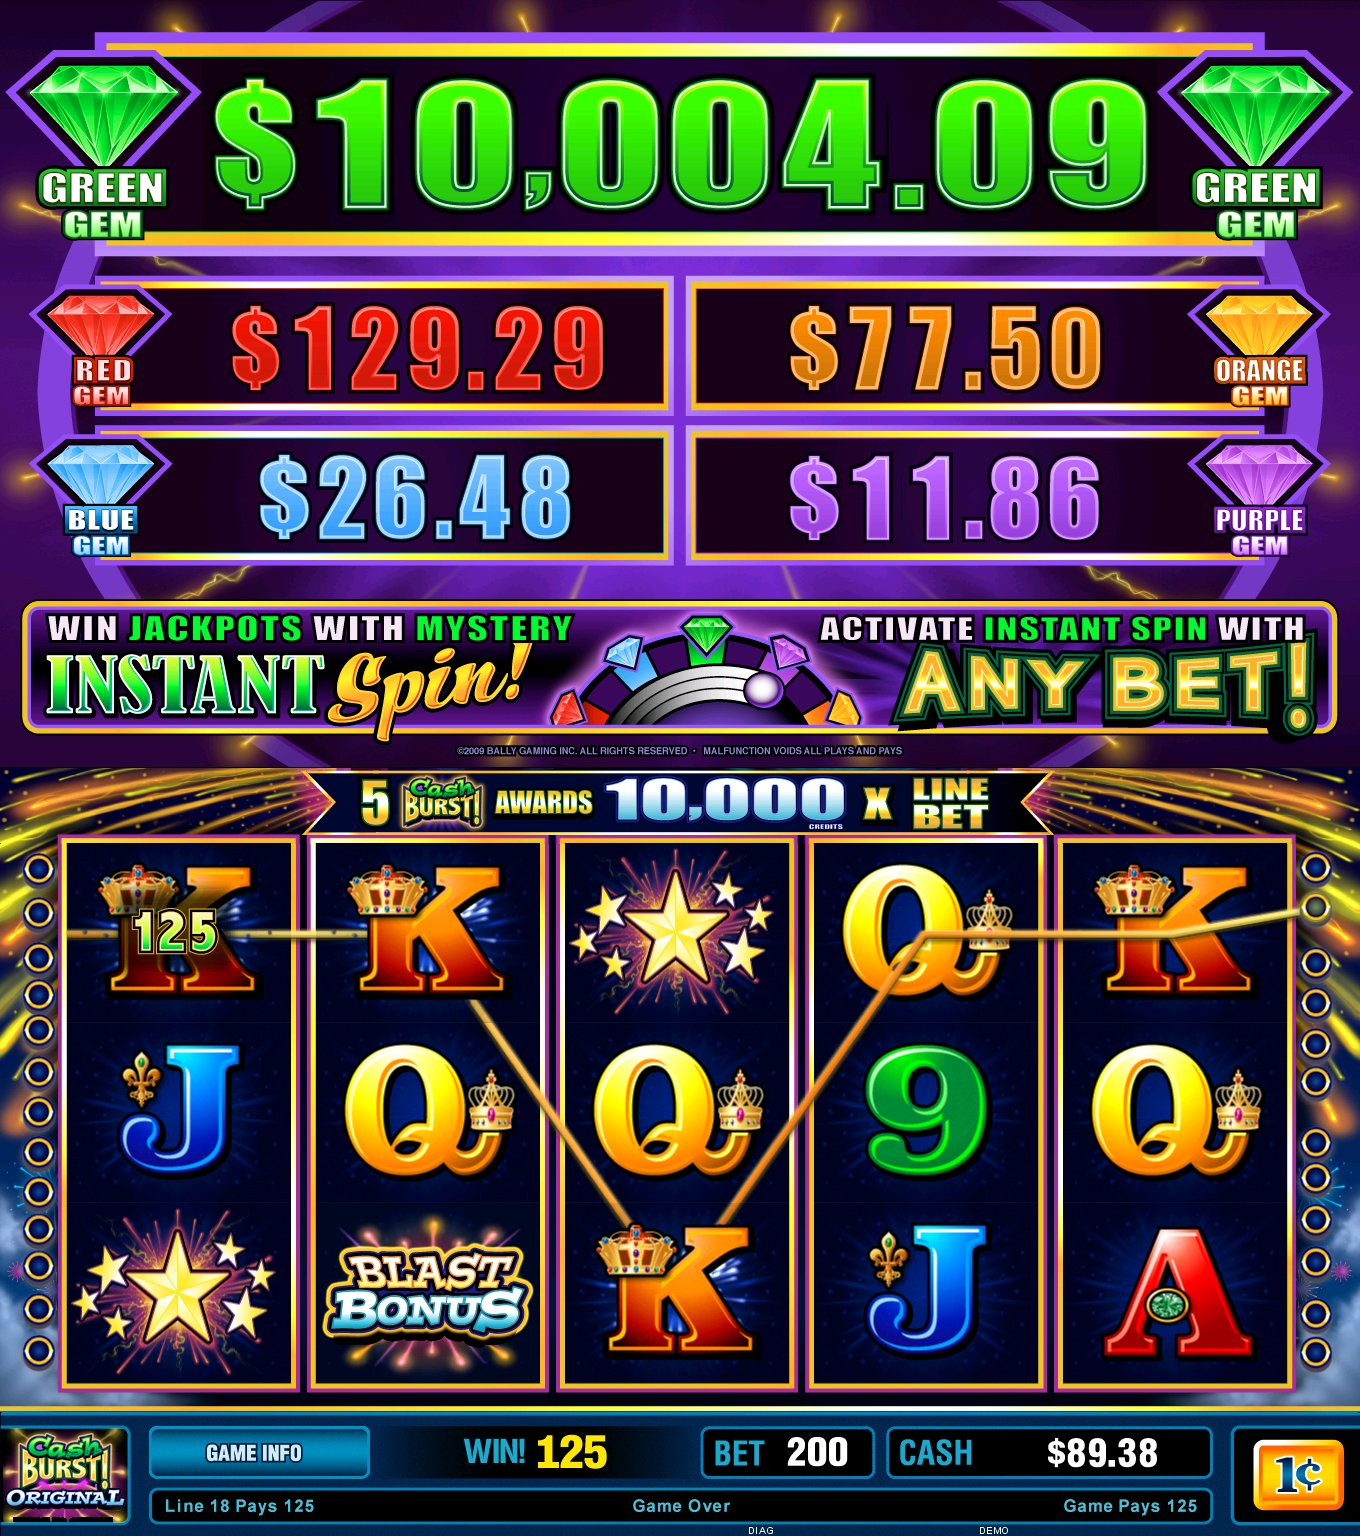 $10,004.09
GREEN
GEM
GREEN
GEM
$129.29
$77.50
RED
GEM
ORANGE
GEM
$26.48
$11.86
BLUE
GEM
PURPLE
GEM
WIN JACKPOTS WITH MYSTERY
INSTANT Spin!
ACTIVATE INSTANT SPIN WITH
ANY BET!
©2009 BALLY GAMING INC. ALL RIGHTS RESERVED • MALFUNCTION VOIDS ALL PLAYS AND PAYS
5 Cash BURST! AWARDS 10,000 CREDITS X LINE BET
K K Q K
125
J Q Q 9 Q
BLAST
BONUS
K J A
Cash
BURST!
ORIGINAL
GAME INFO
WIN! 125
BET 200
CASH $89.38
1¢
Line 18 Pays 125
Game Over
Game Pays 125
DIAG
DEMO